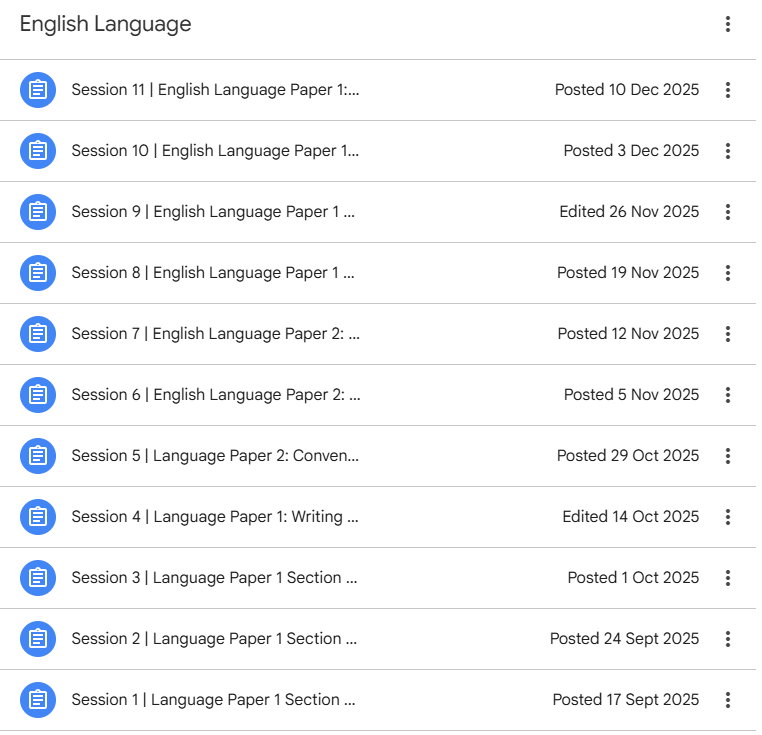 English Language
Session 11 | English Language Paper 1:... Posted 10 Dec 2025
Session 10 | English Language Paper 1... Posted 3 Dec 2025
Session 9 | English Language Paper 1 ... Edited 26 Nov 2025
Session 8 | English Language Paper 1 ... Posted 19 Nov 2025
Session 7 | English Language Paper 2: ... Posted 12 Nov 2025
Session 6 | English Language Paper 2: ... Posted 5 Nov 2025
Session 5 | Language Paper 2: Conven... Posted 29 Oct 2025
Session 4 | Language Paper 1: Writing ... Edited 14 Oct 2025
Session 3 | Language Paper 1 Section ... Posted 1 Oct 2025
Session 2 | Language Paper 1 Section ... Posted 24 Sept 2025
Session 1 | Language Paper 1 Section ... Posted 17 Sept 2025